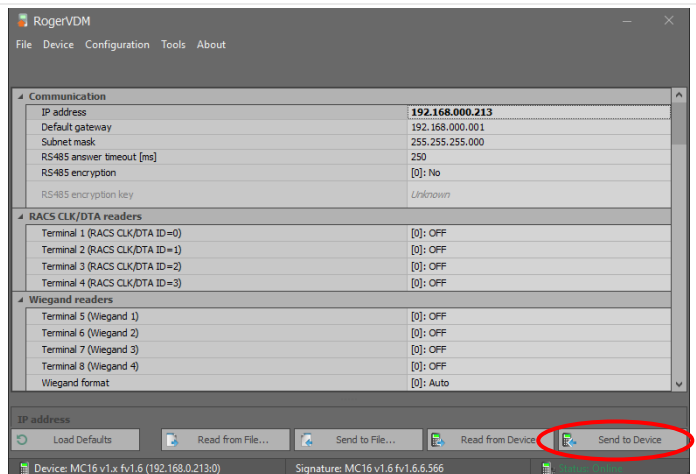 RogerVDM
File Device Configuration Tools About
Communication
IP address 192.168.000.213
Default gateway 192.168.000.001
Subnet mask 255.255.255.000
RS485 answer timeout [ms] 250
RS485 encryption [0]: No
RS485 encryption key Unknown
RACS CLK/DTA readers
Terminal 1 (RACS CLK/DTA ID=0) [0]: OFF
Terminal 2 (RACS CLK/DTA ID=1) [0]: OFF
Terminal 3 (RACS CLK/DTA ID=2) [0]: OFF
Terminal 4 (RACS CLK/DTA ID=3) [0]: OFF
Wiegand readers
Terminal 5 (Wiegand 1) [0]: OFF
Terminal 6 (Wiegand 2) [0]: OFF
Terminal 7 (Wiegand 3) [0]: OFF
Terminal 8 (Wiegand 4) [0]: OFF
Wiegand format [0]: Auto
IP address
Load Defaults Read from File... Send to File... Read from Device Send to Device
Device: MC16 v1.x fv1.6 (192.168.0.213:0) Signature: MC16 v1.6 fv1.6.6.566 Status: Online